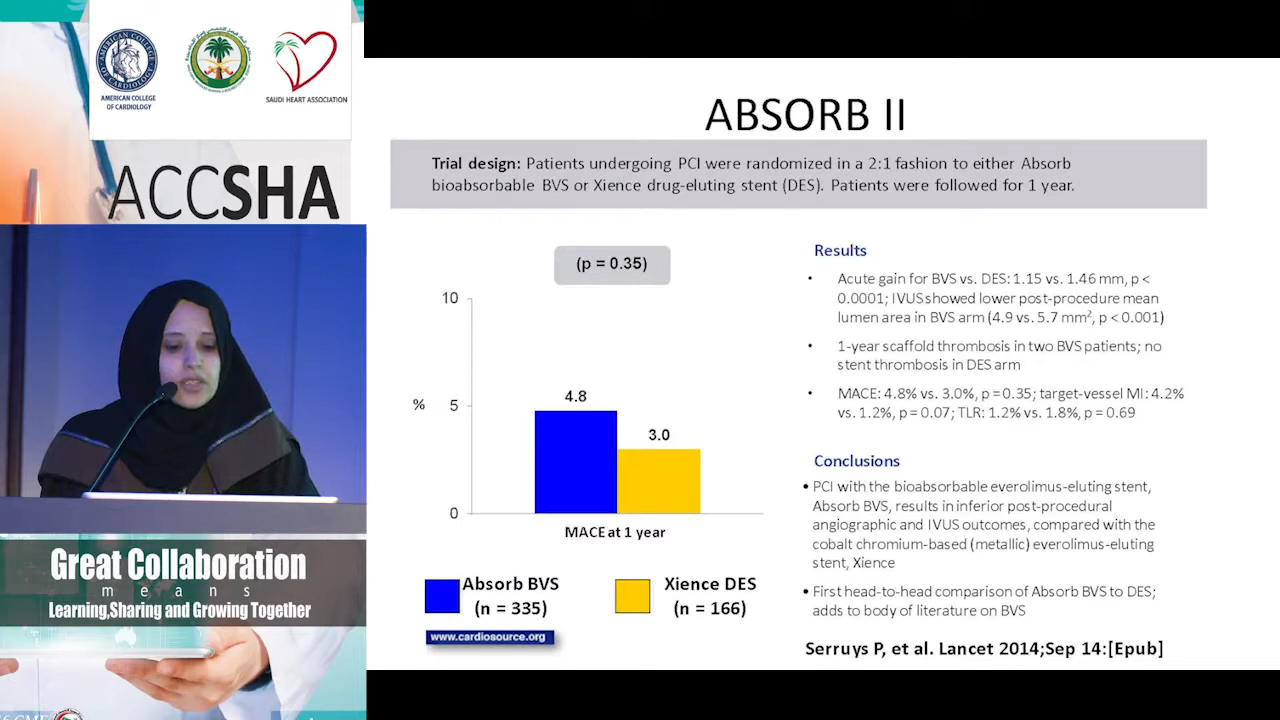 AMERICAN COLLEGE
OF CARDIOLOGY
SAUDI HEART ASSOCIATION
ACCSHA
Great Collaboration
means
Learning,Sharing and Growing Together
ABSORB II
Trial design: Patients undergoing PCI were randomized in a 2:1 fashion to either Absorb
bioabsorbable BVS or Xience drug-eluting stent (DES). Patients were followed for 1 year.
(p = 0.35)
10
%
5
0
4.8
3.0
MACE at 1 year
Absorb BVS
(n = 335)
Xience DES
(n = 166)
www.cardiosource.org
Results
• Acute gain for BVS vs. DES: 1.15 vs. 1.46 mm, p <
0.0001; IVUS showed lower post-procedure mean
lumen area in BVS arm (4.9 vs. 5.7 mm², p < 0.001)
• 1-year scaffold thrombosis in two BVS patients; no
stent thrombosis in DES arm
• MACE: 4.8% vs. 3.0%, p = 0.35; target-vessel MI: 4.2%
vs. 1.2%, p = 0.07; TLR: 1.2% vs. 1.8%, p = 0.69
Conclusions
• PCI with the bioabsorbable everolimus-eluting stent,
Absorb BVS, results in inferior post-procedural
angiographic and IVUS outcomes, compared with the
cobalt chromium-based (metallic) everolimus-eluting
stent, Xience
• First head-to-head comparison of Absorb BVS to DES;
adds to body of literature on BVS
Serruys P, et al. Lancet 2014;Sep 14:[Epub]